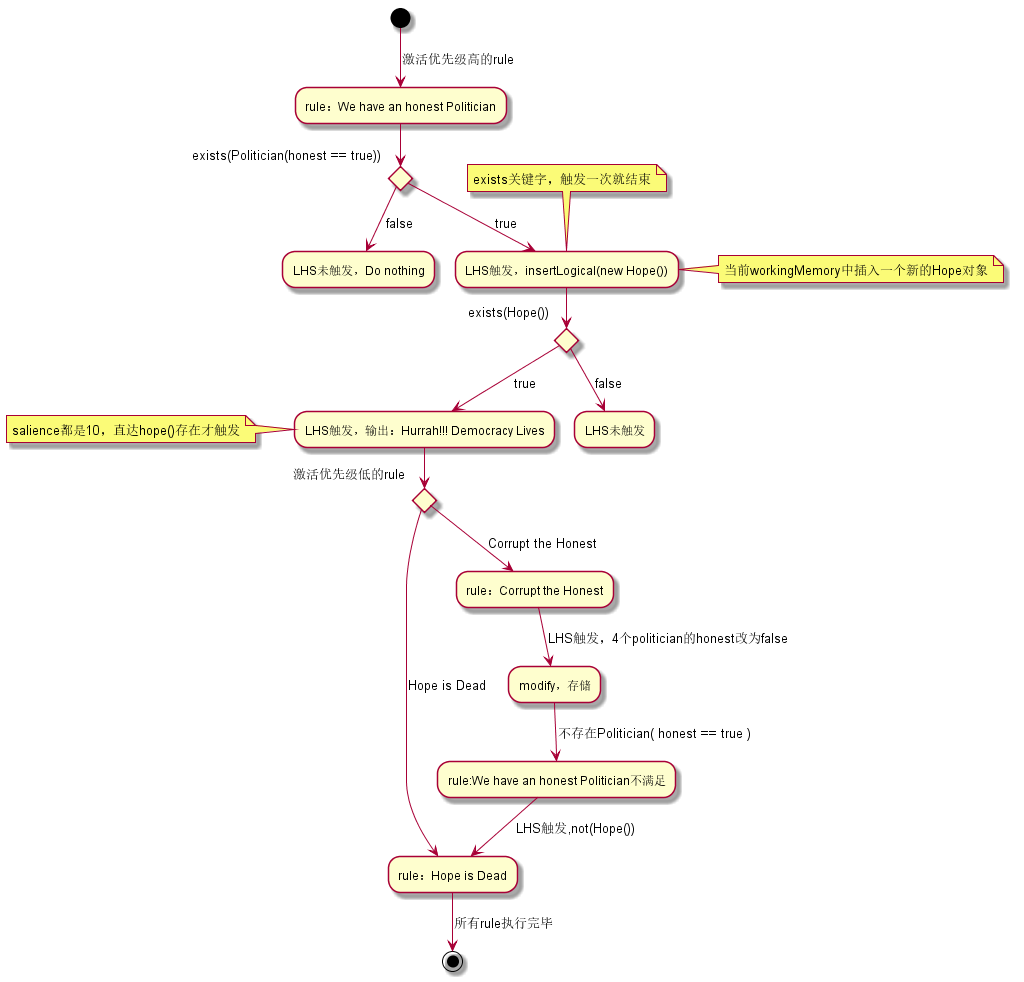 激活优先级高的rule
rule：We have an honest Politician
exists(Politician(honest == true))
exists关键字，触发一次就结束
false
true
LHS未触发，Do nothing
LHS触发，insertLogical(new Hope())
当前workingMemory中插入一个新的Hope对象
exists(Hope())
true
false
salience都是10，直达hope()存在才触发
LHS触发，输出：Hurrah!!! Democracy Lives
LHS未触发
激活优先级低的rule
Corrupt the Honest
rule：Corrupt the Honest
LHS触发，4个politician的honest改为false
Hope is Dead
modify，存储
不存在Politician( honest == true )
rule:We have an honest Politician不满足
LHS触发,not(Hope())
rule：Hope is Dead
所有rule执行完毕